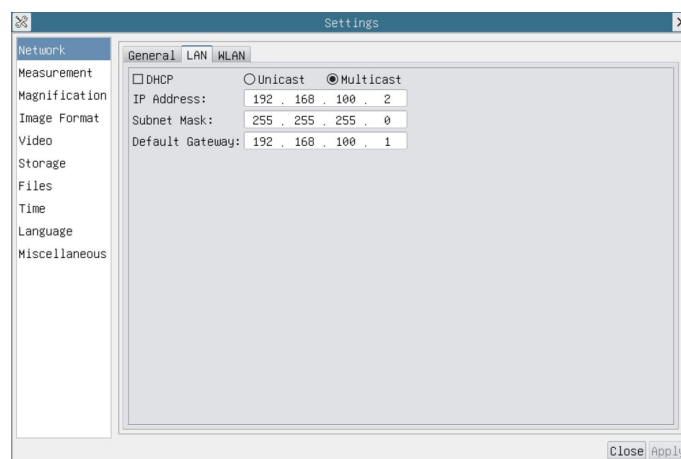 Settings
Network
Measurement
Magnification
Image Format
Video
Storage
Files
Time
Language
Miscellaneous
General LAN WLAN
DHCP Unicast Multicast
IP Address: 192 . 168 . 100 . 2
Subnet Mask: 255 . 255 . 255 . 0
Default Gateway: 192 . 168 . 100 . 1
Close Apply